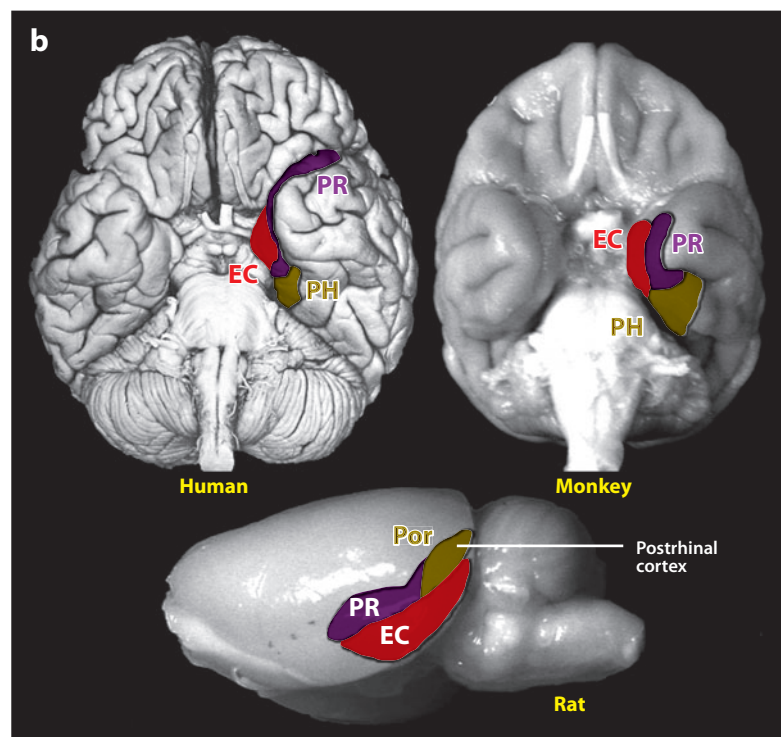 b
PR
EC
PH
Human
EC
PR
PH
Monkey
Por
Postrhinal
cortex
PR
EC
Rat